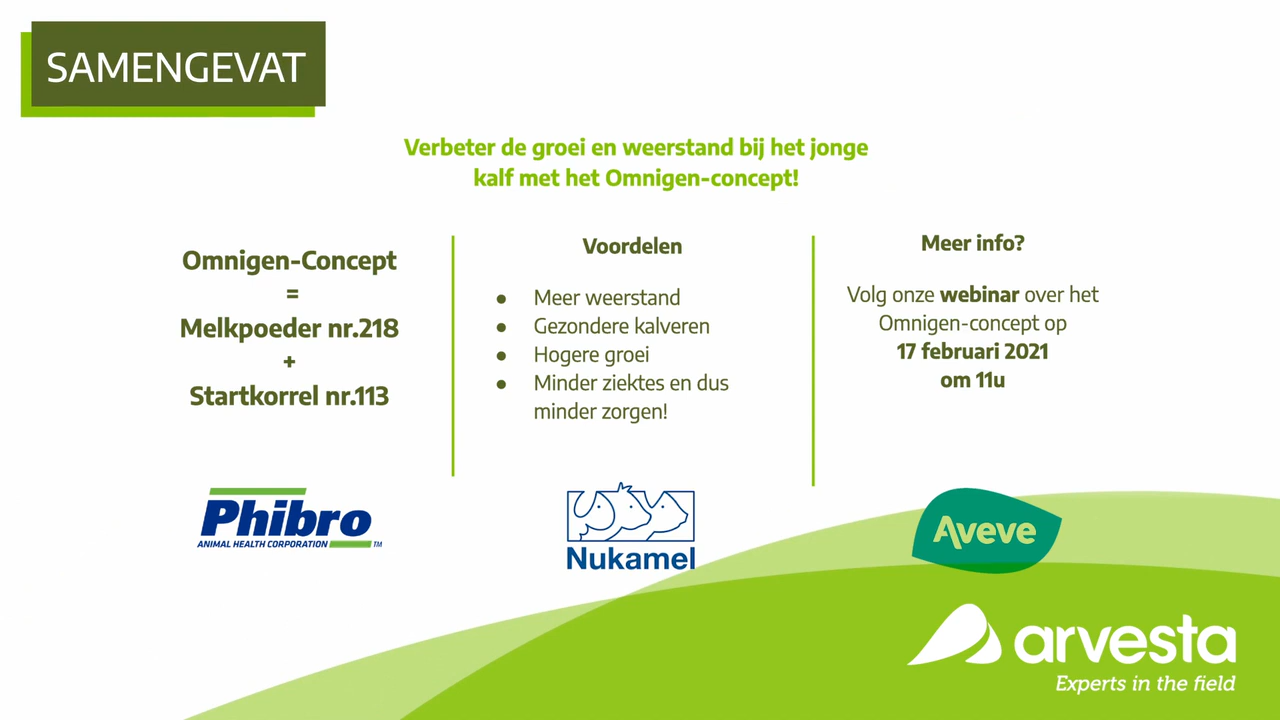 SAMENGEVAT
Verbeter de groei en weerstand bij het jonge
kalf met het Omnigen-concept!
Omnigen-Concept
=
Melkpoeder nr.218
+
Startkorrel nr.113
Voordelen
● Meer weerstand
● Gezondere kalveren
● Hogere groei
● Minder ziektes en dus
minder zorgen!
Meer info?
Volg onze webinar over het
Omnigen-concept op
17 februari 2021
om 11u
Phibro
ANIMAL HEALTH CORPORATION TM
Nukamel
Aveve
arvesta
Experts in the field